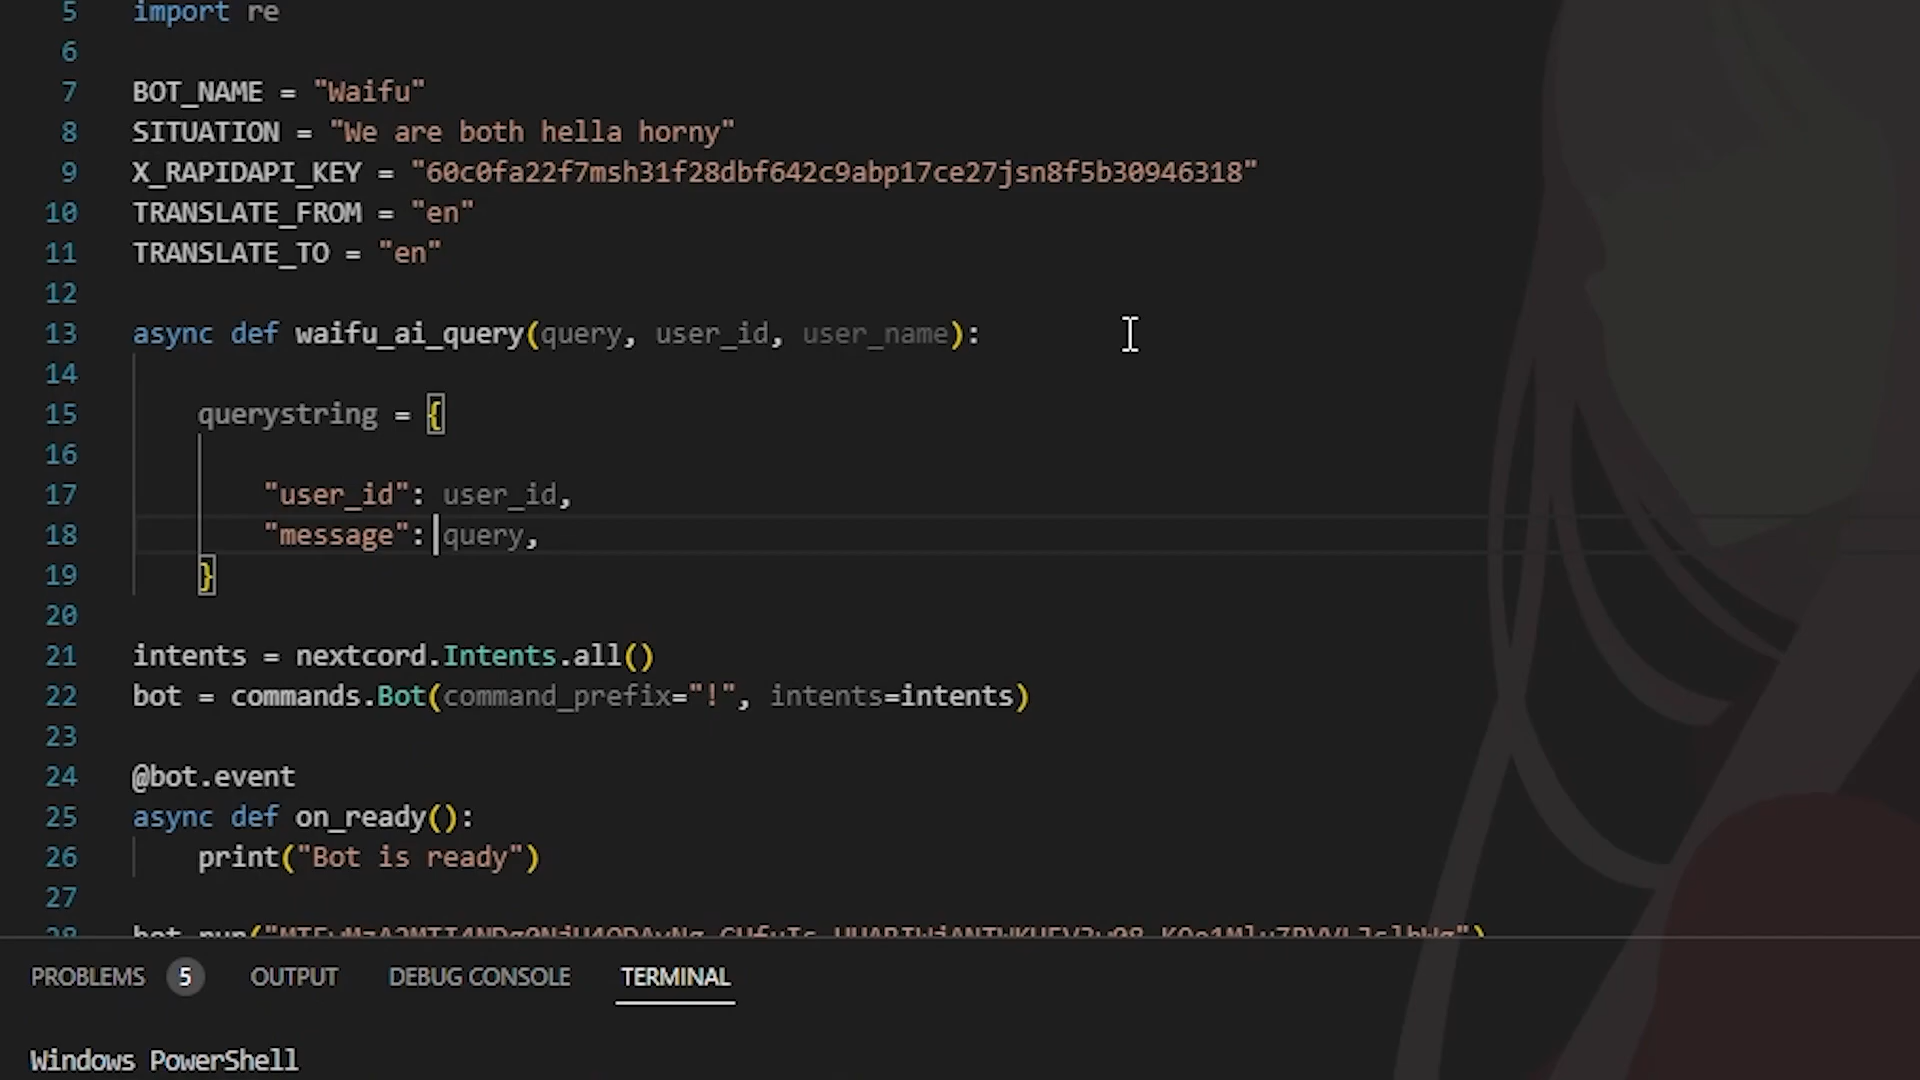 5 import re
6
7 BOT_NAME = "Waifu"
8 SITUATION = "We are both hella horny"
9 X_RAPIDAPI_KEY = "60c0fa22f7msh31f28dbf642c9abp17ce27jsn8f5b30946318"
10 TRANSLATE_FROM = "en"
11 TRANSLATE_TO = "en"
12
13 async def waifu_ai_query(query, user_id, user_name):
14
15 querystring = {
16
17 "user_id": user_id,
18 "message": query,
19 }
20
21 intents = nextcord.Intents.all()
22 bot = commands.Bot(command_prefix="!", intents=intents)
23
24 @bot.event
25 async def on_ready():
26 print("Bot is ready")
27
28 bot.run("
PROBLEMS 5 OUTPUT DEBUG CONSOLE TERMINAL
Windows PowerShell